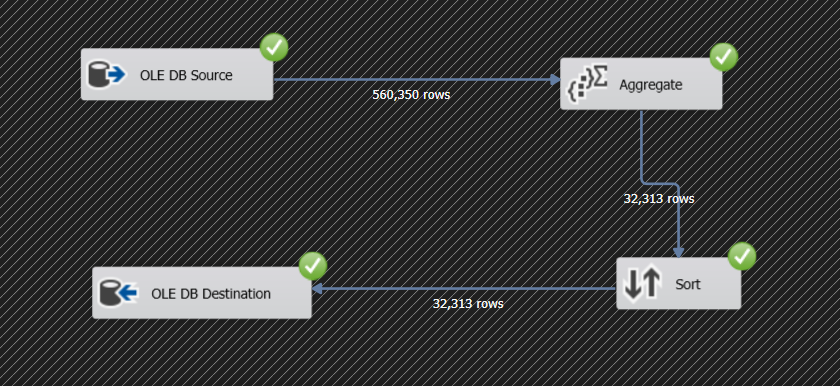 OLE DB Source
560,350 rows
Aggregate
32,313 rows
Sort
32,313 rows
OLE DB Destination